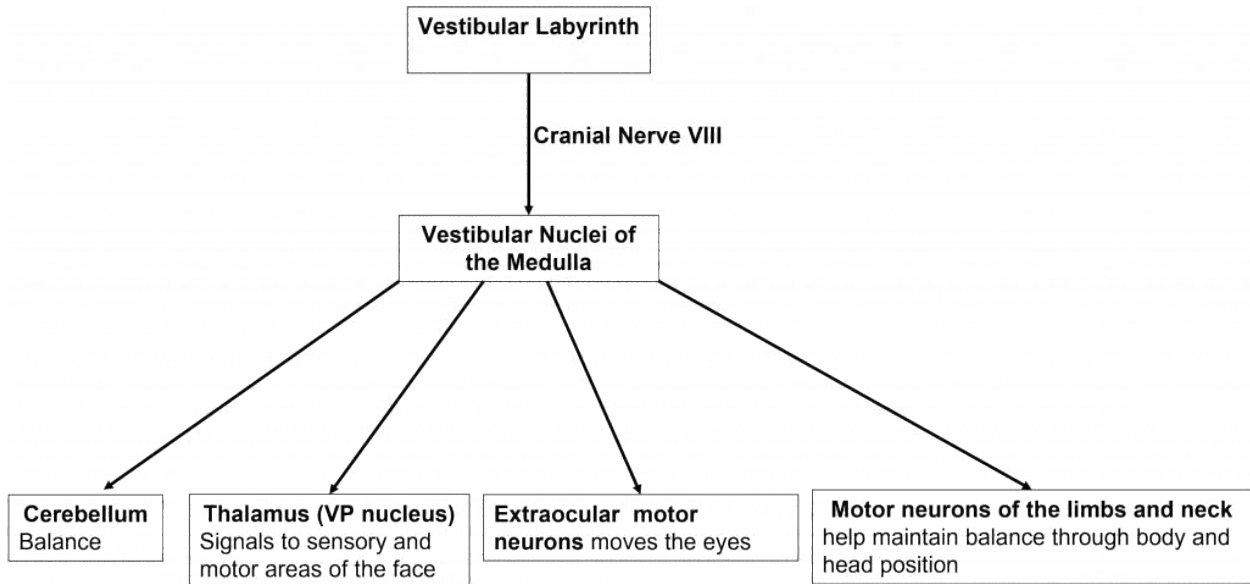 Vestibular Labyrinth
Cranial Nerve VIII
Vestibular Nuclei of
the Medulla
Cerebellum
Balance
Thalamus (VP nucleus)
Signals to sensory and
motor areas of the face
Extraocular motor
neurons moves the eyes
Motor neurons of the limbs and neck
help maintain balance through body and
head position